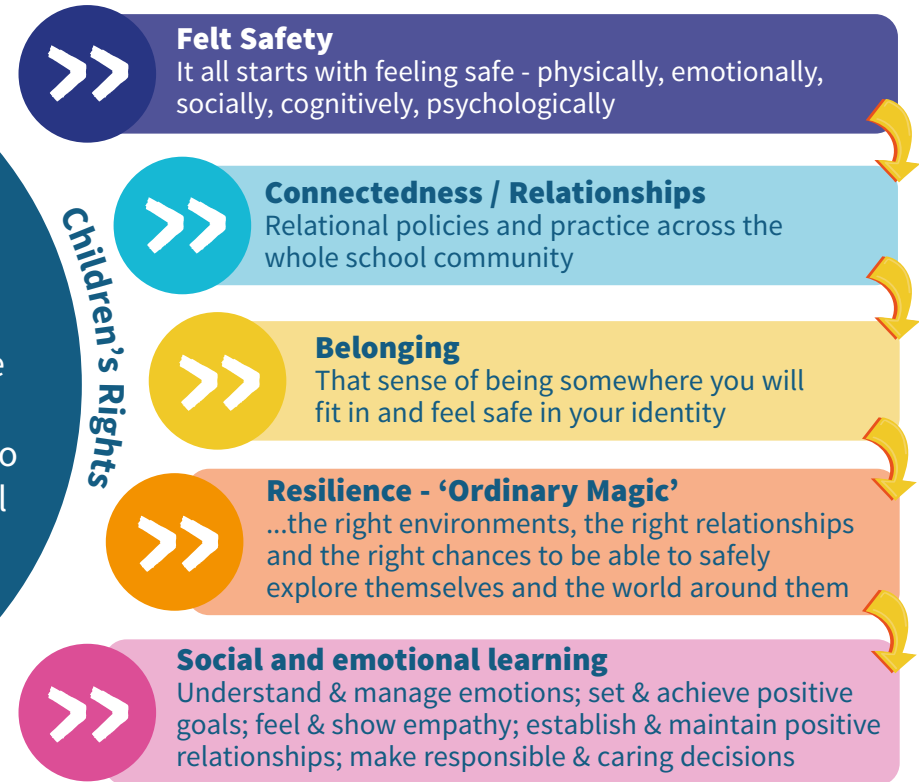 Felt Safety
It all starts with feeling safe - physically, emotionally,
socially, cognitively, psychologically
Children’s Rights
Connectedness / Relationships
Relational policies and practice across the
whole school community
Belonging
That sense of being somewhere you will
fit in and feel safe in your identity
Resilience - ‘Ordinary Magic’
...the right environments, the right relationships
and the right chances to be able to safely
explore themselves and the world around them
Social and emotional learning
Understand & manage emotions; set & achieve positive
goals; feel & show empathy; establish & maintain positive
relationships; make responsible & caring decisions